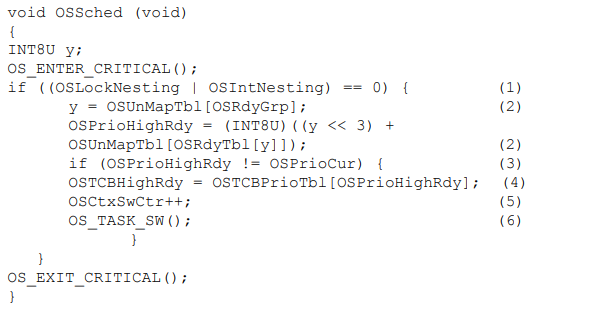 void OSSched (void)
{
INT8U y;
OS_ENTER_CRITICAL();
if ((OSLockNesting | OSIntNesting) == 0) { (1)
y = OSUnMapTbl[OSRdyGrp]; (2)
OSPrioHighRdy = (INT8U)((y << 3) +
OSUnMapTbl[OSRdyTbl[y]]); (2)
if (OSPrioHighRdy != OSPrioCur) { (3)
OSTCBHighRdy = OSTCBPrioTbl[OSPrioHighRdy]; (4)
OSCtxSwCtr++; (5)
OS_TASK_SW(); (6)
}
}
OS_EXIT_CRITICAL();
}